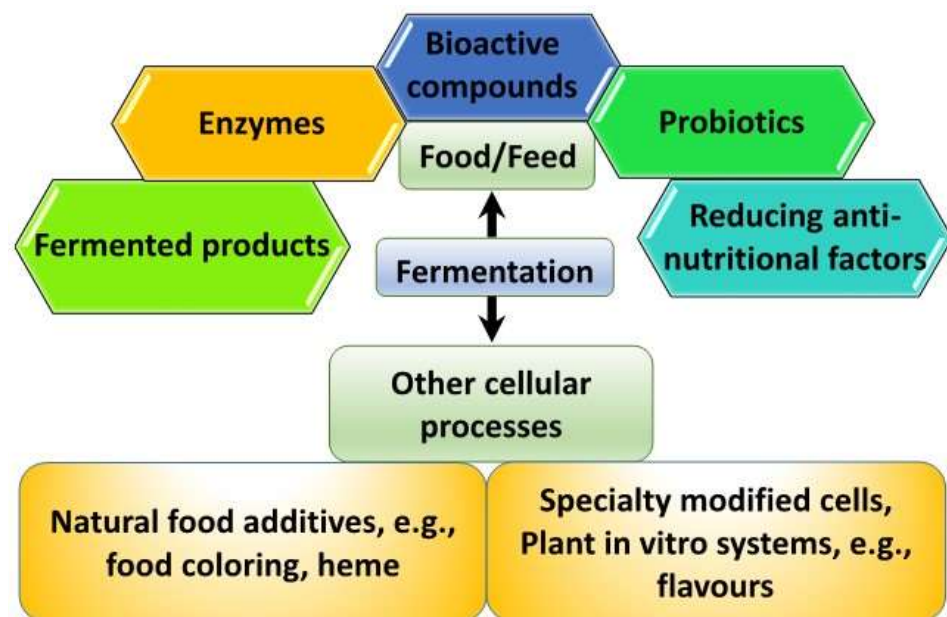 Bioactive
compounds
Enzymes
Probiotics
Food/Feed
Fermented products
Reducing anti-
nutritional factors
Fermentation
Other cellular
processes
Natural food additives, e.g.,
food coloring, heme
Specialty modified cells,
Plant in vitro systems, e.g.,
flavours